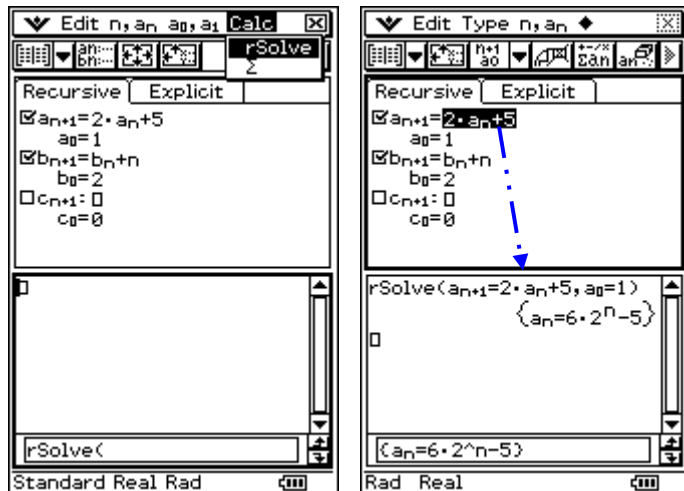 Edit n,aₙ a₀,a₁ Calc
rSolve
Σ
Recursive Explicit
aₙ₊₁=2·aₙ+5
a₀=1
bₙ₊₁=bₙ+n
b₀=2
cₙ₊₁:□
c₀=0
rSolve(
Standard Real Rad
Edit Type n,aₙ
Recursive Explicit
aₙ₊₁=2·aₙ+5
a₀=1
bₙ₊₁=bₙ+n
b₀=2
cₙ₊₁:□
c₀=0
rSolve(aₙ₊₁=2·aₙ+5,a₀=1)
{aₙ=6·2ⁿ-5}
{aₙ=6·2^n-5}
Rad Real